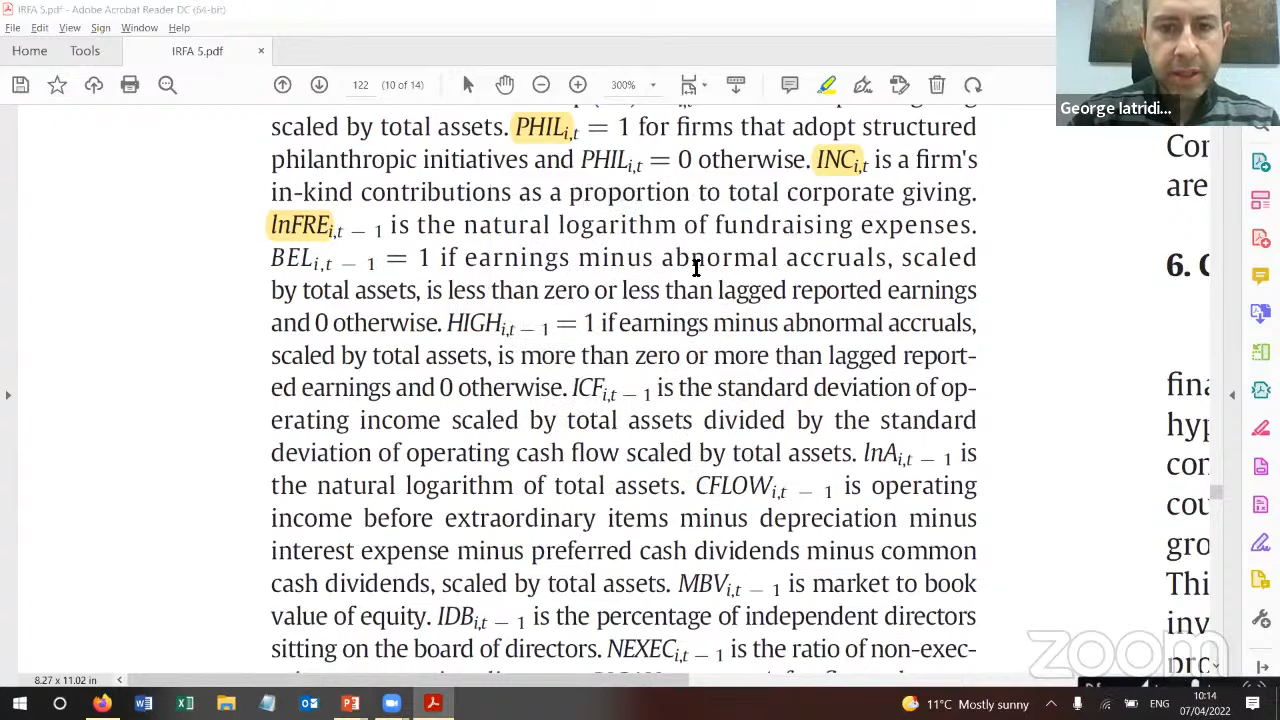 IRFA 5.pdf - Adobe Acrobat Reader DC (64-bit)
File Edit View Sign Window Help
Home Tools IRFA 5.pdf ×
122 (10 of 14) 300%
George Iatridi...
scaled by total assets. PHILi,t = 1 for firms that adopt structured
philanthropic initiatives and PHILi,t = 0 otherwise. INCi,t is a firm's
in-kind contributions as a proportion to total corporate giving.
lnFREi,t − 1 is the natural logarithm of fundraising expenses.
BELi,t − 1 = 1 if earnings minus abnormal accruals, scaled
by total assets, is less than zero or less than lagged reported earnings
and 0 otherwise. HIGHi,t − 1 = 1 if earnings minus abnormal accruals,
scaled by total assets, is more than zero or more than lagged report-
ed earnings and 0 otherwise. ICFi,t − 1 is the standard deviation of op-
erating income scaled by total assets divided by the standard
deviation of operating cash flow scaled by total assets. lnAi,t − 1 is
the natural logarithm of total assets. CFLOWi,t − 1 is operating
income before extraordinary items minus depreciation minus
interest expense minus preferred cash dividends minus common
cash dividends, scaled by total assets. MBVi,t − 1 is market to book
value of equity. IDBi,t − 1 is the percentage of independent directors
sitting on the board of directors. NEXECi,t − 1 is the ratio of non-exec-
Con
are
6. C
fina
hyp
con
cou
gro
This
inv
pro
zoom
8.27 x 11.02 in
11°C Mostly sunny ENG 10:14
07/04/2022